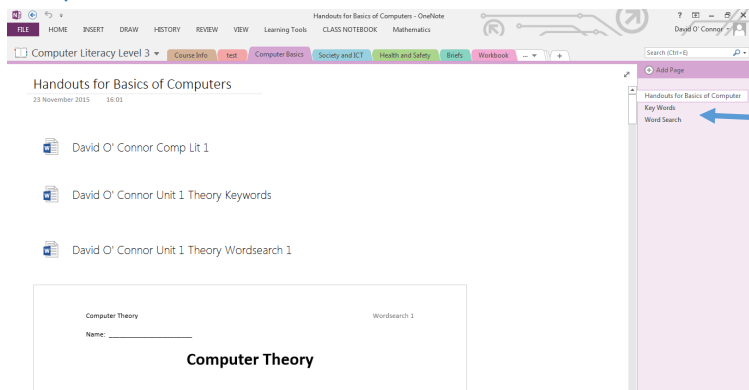 Handouts for Basics of Computers - OneNote
FILE HOME INSERT DRAW HISTORY REVIEW VIEW Learning Tools CLASS NOTEBOOK Mathematics David O' Connor
Computer Literacy Level 3 Course Info test Computer Basics Society and ICT Health and Safety Briefs Workbook ... + Search (Ctrl+E)
Add Page
Handouts for Basics of Computers
23 November 2015 16:01
Handouts for Basics of Computer
Key Words
Word Search
David O' Connor Comp Lit 1
David O' Connor Unit 1 Theory Keywords
David O' Connor Unit 1 Theory Wordsearch 1
Computer Theory Wordsearch 1
Name: ____________________
Computer Theory